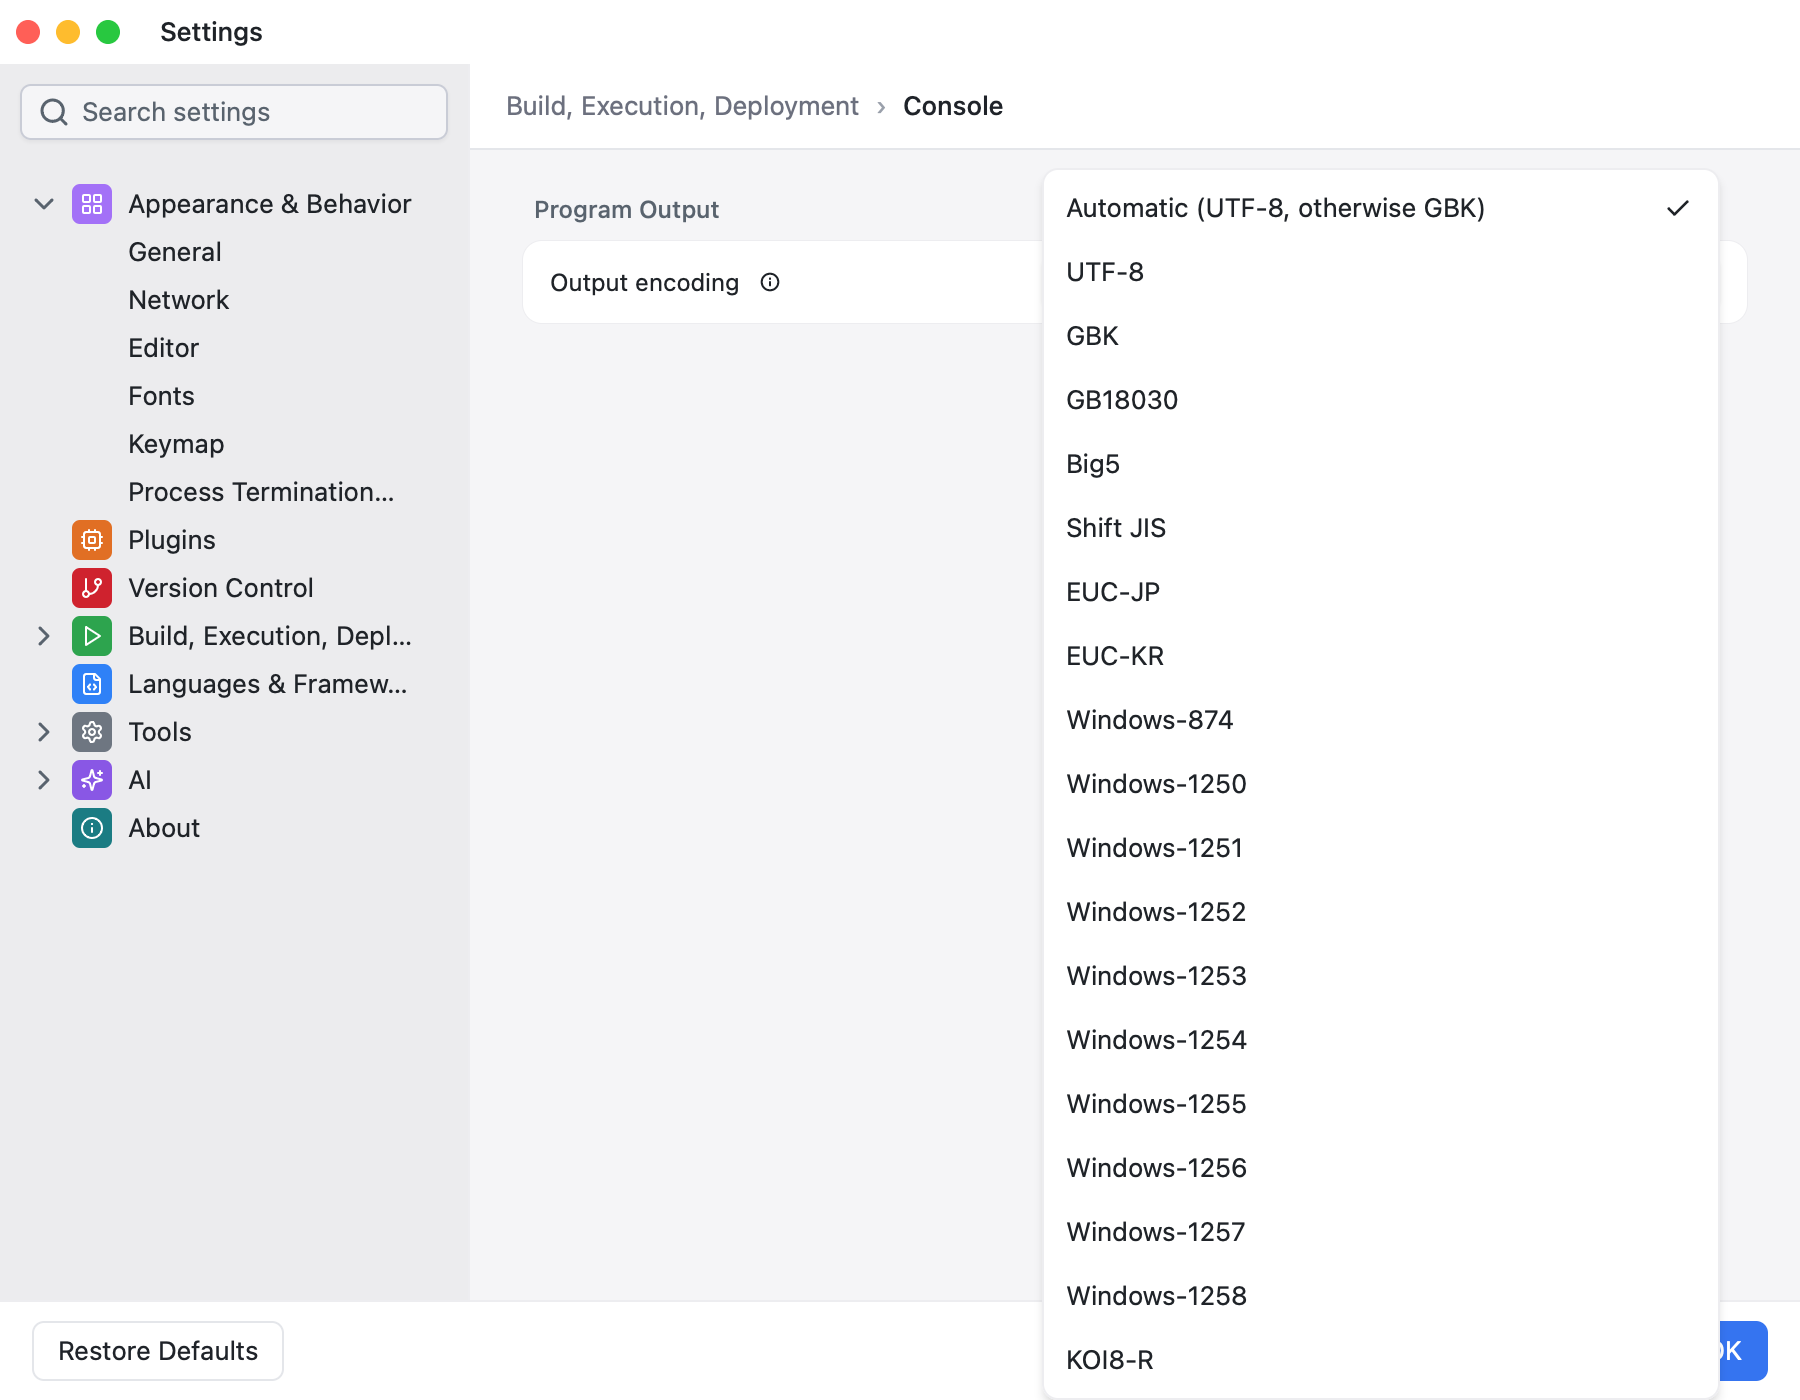 Settings
Search settings
Appearance & Behavior
General
Network
Editor
Fonts
Keymap
Process Termination...
Plugins
Version Control
Build, Execution, Depl...
Languages & Framew...
Tools
AI
About
Restore Defaults
Build, Execution, Deployment › Console
Program Output
Output encoding
Automatic (UTF-8, otherwise GBK)
UTF-8
GBK
GB18030
Big5
Shift JIS
EUC-JP
EUC-KR
Windows-874
Windows-1250
Windows-1251
Windows-1252
Windows-1253
Windows-1254
Windows-1255
Windows-1256
Windows-1257
Windows-1258
KOI8-R